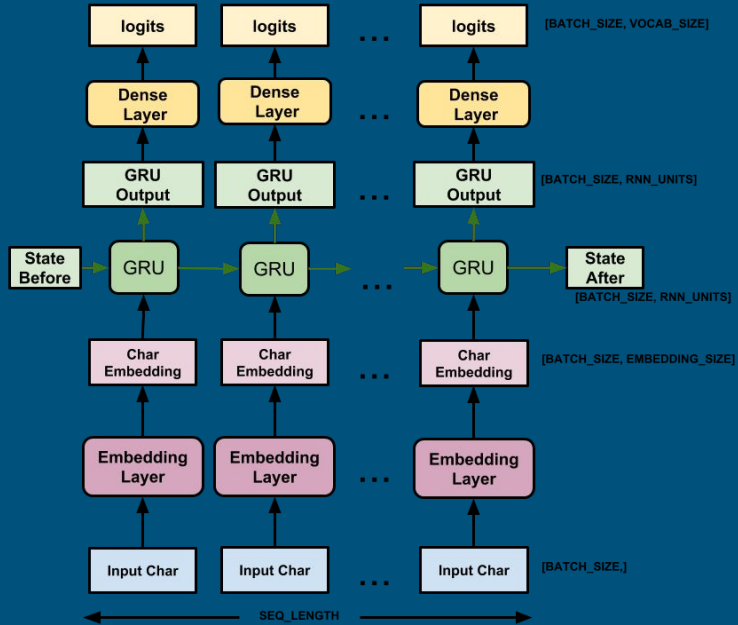 logits logits ... logits [BATCH_SIZE, VOCAB_SIZE]
Dense Dense ... Dense
Layer Layer Layer
GRU GRU ... GRU [BATCH_SIZE, RNN_UNITS]
Output Output Output
State GRU GRU ... GRU State
Before After
[BATCH_SIZE, RNN_UNITS]
Char Char ... Char [BATCH_SIZE, EMBEDDING_SIZE]
Embedding Embedding Embedding
Embedding Embedding ... Embedding
Layer Layer Layer
Input Char Input Char ... Input Char [BATCH_SIZE,]
SEQ_LENGTH